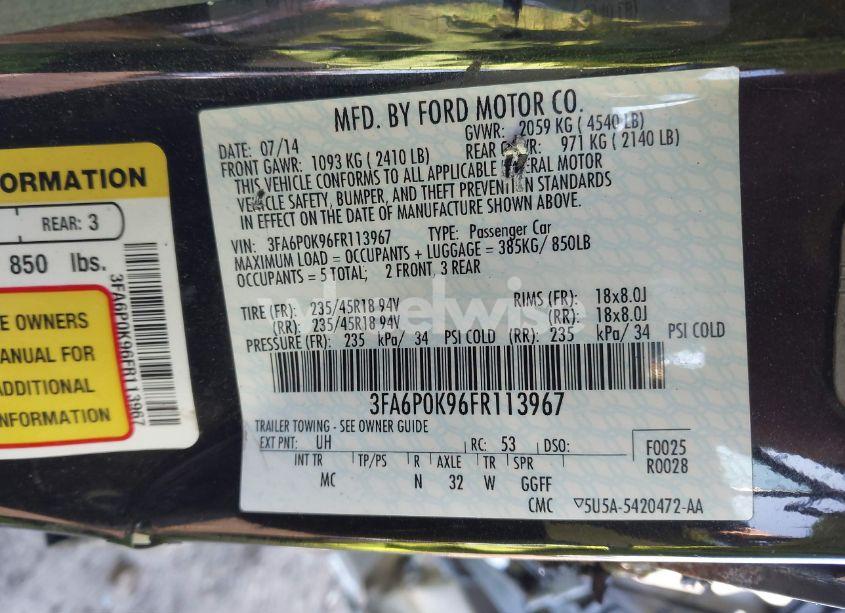 MFD. BY FORD MOTOR CO.
DATE: 07/14 GVWR: 2059 KG ( 4540 LB)
FRONT GAWR: 1093 KG ( 2410 LB) REAR 971 KG ( 2140 LB)
THIS VEHICLE CONFORMS TO ALL APPLICABLE MOTOR
VEHICLE SAFETY, BUMPER, AND THEFT PREVENTION STANDARDS
IN EFFECT ON THE DATE OF MANUFACTURE SHOWN ABOVE.
VIN: 3FA6P0K96FR113967 TYPE: Passenger Car
MAXIMUM LOAD = OCCUPANTS + LUGGAGE = 385KG/ 850LB
OCCUPANTS = 5 TOTAL; 2 FRONT, 3 REAR
wheelwise
TIRE (FR): 235/45R18 94V RIMS (FR): 18x8.0J
(RR): 235/45R18 94V (RR): 18x8.0J
PRESSURE (FR): 235 kPa/ 34 PSI COLD (RR): 235 kPa/ 34 PSI COLD
3FA6P0K96FR113967
TRAILER TOWING - SEE OWNER GUIDE
EXT PNT: UH RC: 53 DSO: F0025
INT TR TP/PS R AXLE TR SPR R0028
MC N 32 W GGFF
CMC ▽5U5A-5420472-AA
ORMATION
REAR: 3
850 lbs.
E OWNERS
MANUAL FOR
ADDITIONAL
3FA6P0K96FR113967